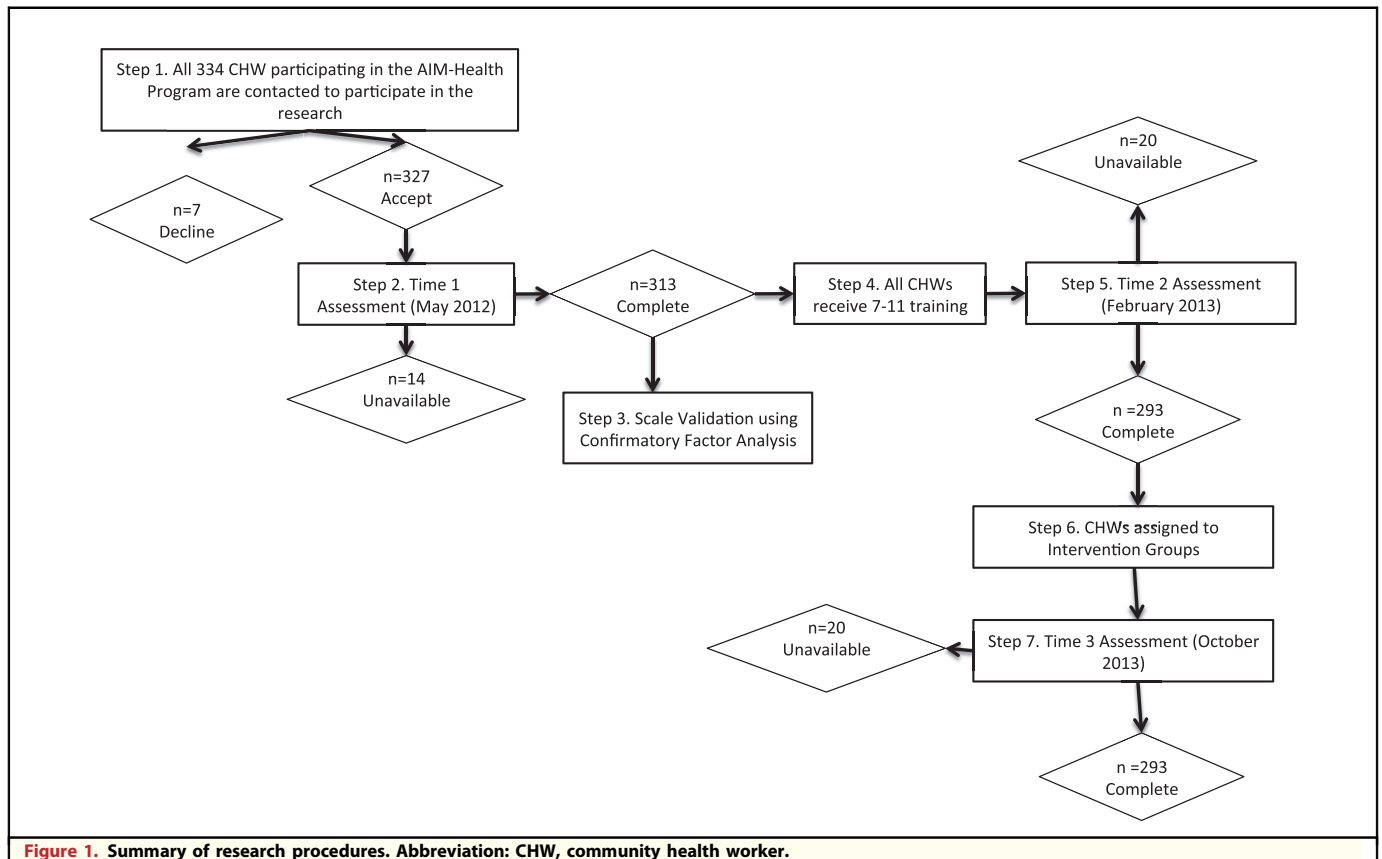 Step 1. All 334 CHW participating in the AIM-Health
Program are contacted to participate in the
research
n=7
Decline
n=327
Accept
Step 2. Time 1
Assessment (May 2012)
n=14
Unavailable
n=313
Complete
Step 3. Scale Validation using
Confirmatory Factor Analysis
Step 4. All CHWs
receive 7-11 training
Step 5. Time 2 Assessment
(February 2013)
n=20
Unavailable
n =293
Complete
Step 6. CHWs assigned to
Intervention Groups
Step 7. Time 3 Assessment (October
2013)
n=20
Unavailable
n =293
Complete
Figure 1. Summary of research procedures. Abbreviation: CHW, community health worker.